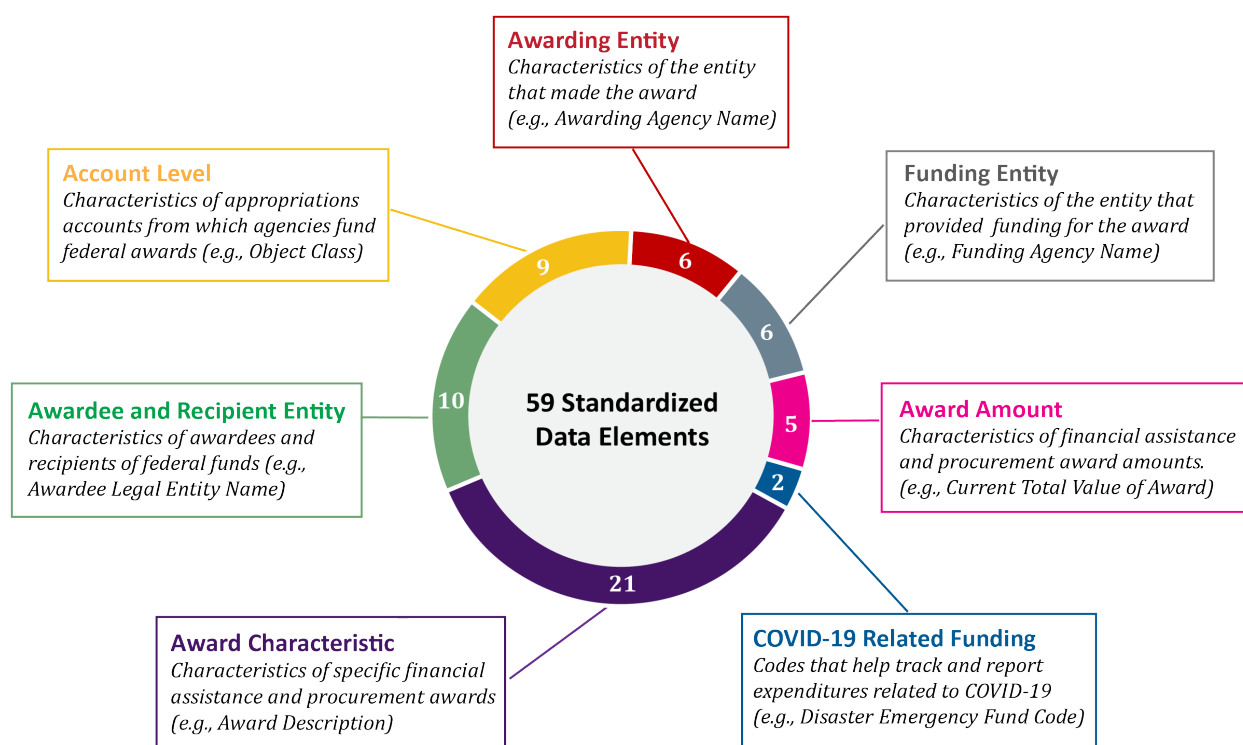 Awarding Entity
Characteristics of the entity
that made the award
(e.g., Awarding Agency Name)
Account Level
Characteristics of appropriations
accounts from which agencies fund
federal awards (e.g., Object Class)
Funding Entity
Characteristics of the entity that
provided funding for the award
(e.g., Funding Agency Name)
9
6
6
Awardee and Recipient Entity
Characteristics of awardees and
recipients of federal funds (e.g.,
Awardee Legal Entity Name)
10
59 Standardized
Data Elements
5
Award Amount
Characteristics of financial assistance
and procurement award amounts.
(e.g., Current Total Value of Award)
2
21
Award Characteristic
Characteristics of specific financial
assistance and procurement awards
(e.g., Award Description)
COVID-19 Related Funding
Codes that help track and report
expenditures related to COVID-19
(e.g., Disaster Emergency Fund Code)